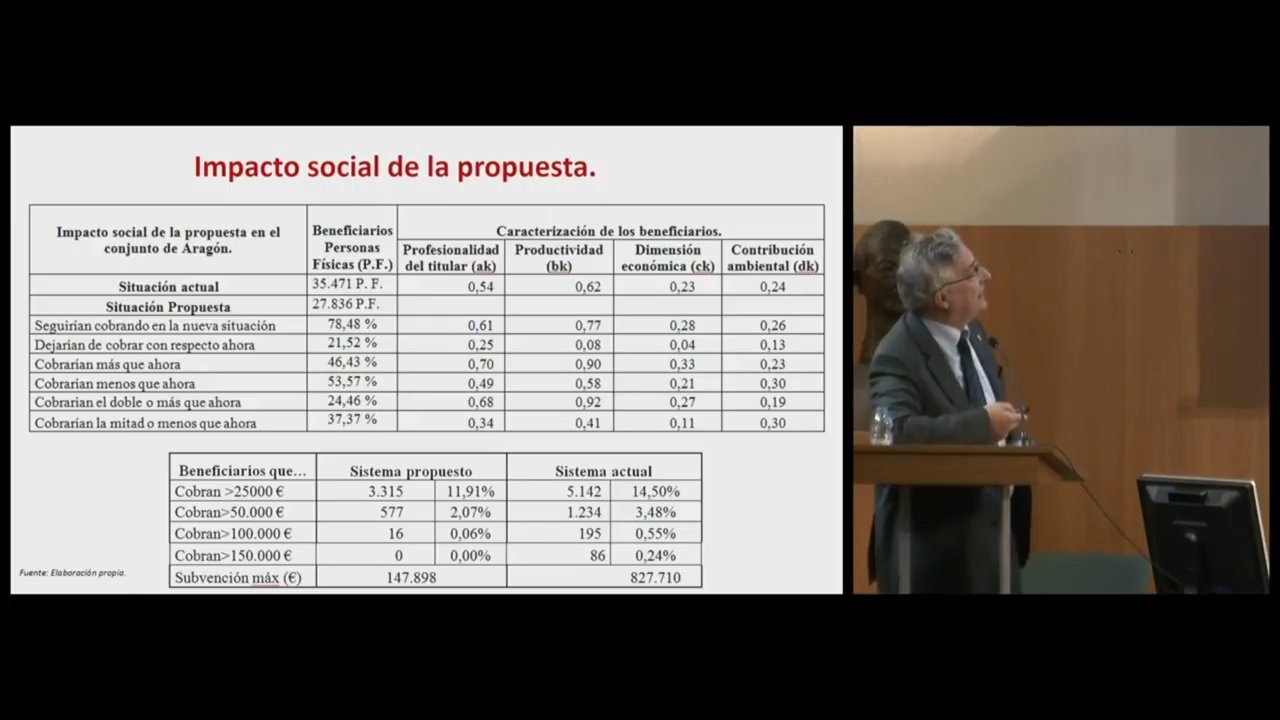 Impacto social de la propuesta.
Impacto social de la propuesta en el conjunto de Aragón. Beneficiarios Personas Físicas (P.F.) Caracterización de los beneficiarios.
Profesionalidad del titular (ak) Productividad (bk) Dimensión económica (ck) Contribución ambiental (dk)
Situación actual 35.471 P. F. 0,54 0,62 0,23 0,24
Situación Propuesta 27.836 P.F.
Seguirían cobrando en la nueva situación 78,48 % 0,61 0,77 0,28 0,26
Dejarían de cobrar con respecto ahora 21,52 % 0,25 0,08 0,04 0,13
Cobrarían más que ahora 46,43 % 0,70 0,90 0,33 0,23
Cobrarían menos que ahora 53,57 % 0,49 0,58 0,21 0,30
Cobrarían el doble o más que ahora 24,46 % 0,68 0,92 0,27 0,19
Cobrarían la mitad o menos que ahora 37,37 % 0,34 0,41 0,11 0,30
Beneficiarios que... Sistema propuesto Sistema actual
Cobran >25000 € 3.315 11,91% 5.142 14,50%
Cobran>50.000 € 577 2,07% 1.234 3,48%
Cobran>100.000 € 16 0,06% 195 0,55%
Cobran>150.000 € 0 0,00% 86 0,24%
Subvención máx (€) 147.898 827.710
Fuente: Elaboración propia.